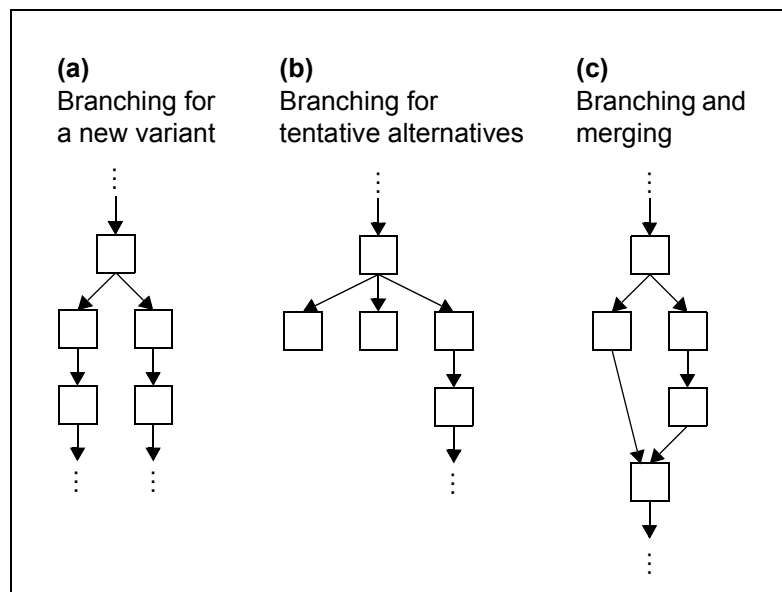 (a)
Branching for
a new variant
(b)
Branching for
tentative alternatives
(c)
Branching and
merging